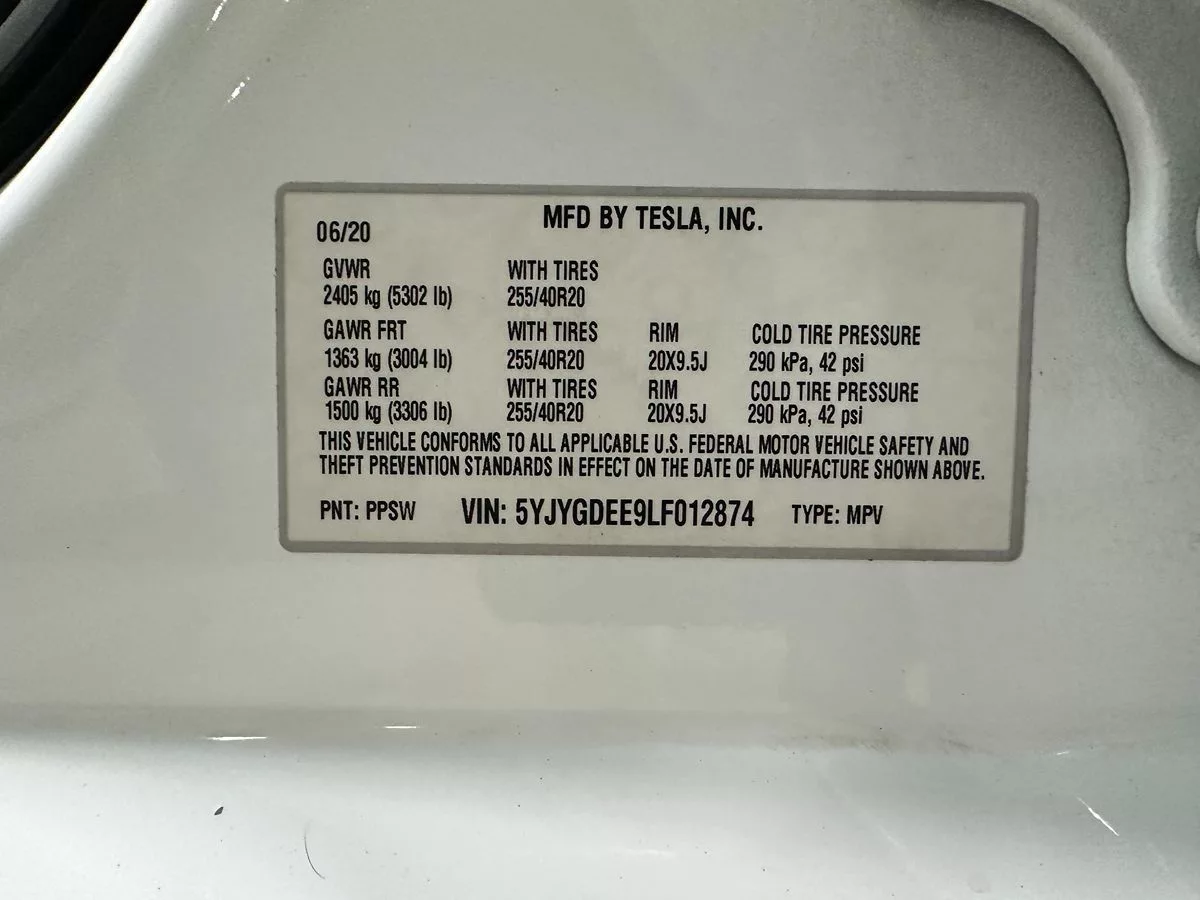 MFD BY TESLA, INC.
06/20
GVWR WITH TIRES
2405 kg (5302 lb) 255/40R20
GAWR FRT WITH TIRES RIM COLD TIRE PRESSURE
1363 kg (3004 lb) 255/40R20 20X9.5J 290 kPa, 42 psi
GAWR RR WITH TIRES RIM COLD TIRE PRESSURE
1500 kg (3306 lb) 255/40R20 20X9.5J 290 kPa, 42 psi
THIS VEHICLE CONFORMS TO ALL APPLICABLE U.S. FEDERAL MOTOR VEHICLE SAFETY AND
THEFT PREVENTION STANDARDS IN EFFECT ON THE DATE OF MANUFACTURE SHOWN ABOVE.
PNT: PPSW VIN: 5YJYGDEE9LF012874 TYPE: MPV